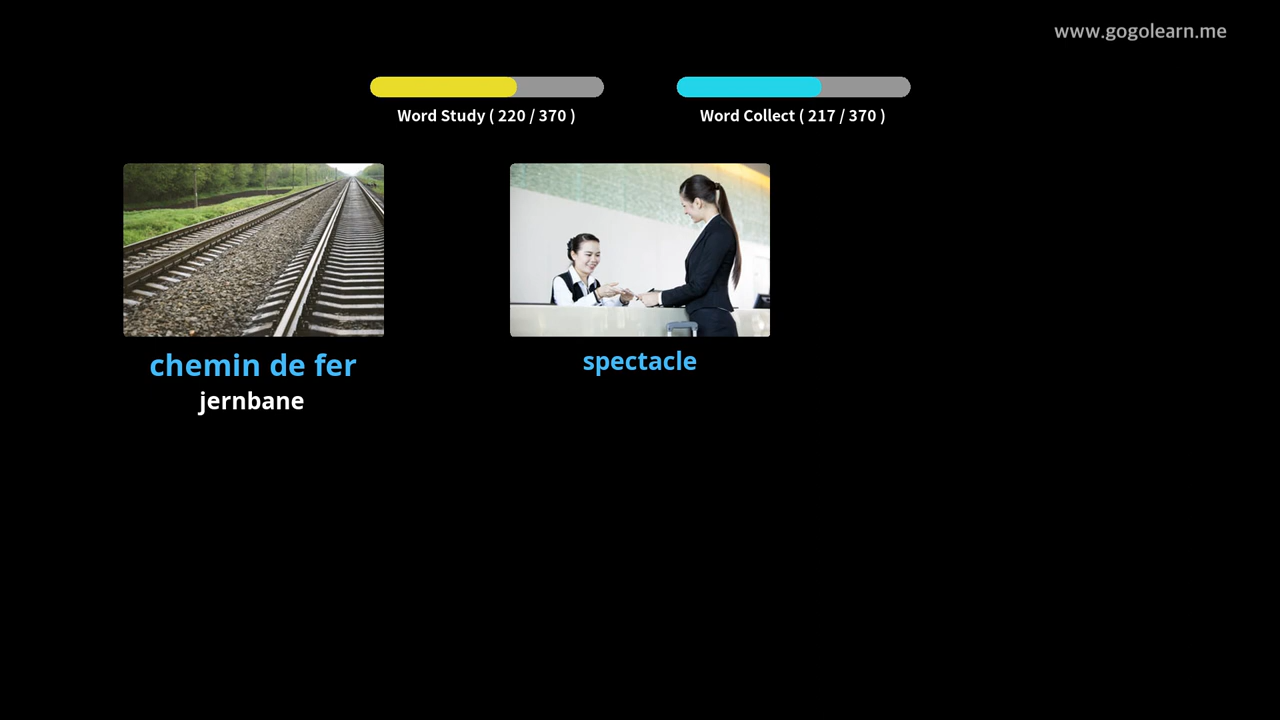 www.gogolearn.me
Word Study ( 220 / 370 )
Word Collect ( 217 / 370 )
chemin de fer
jernbane
spectacle